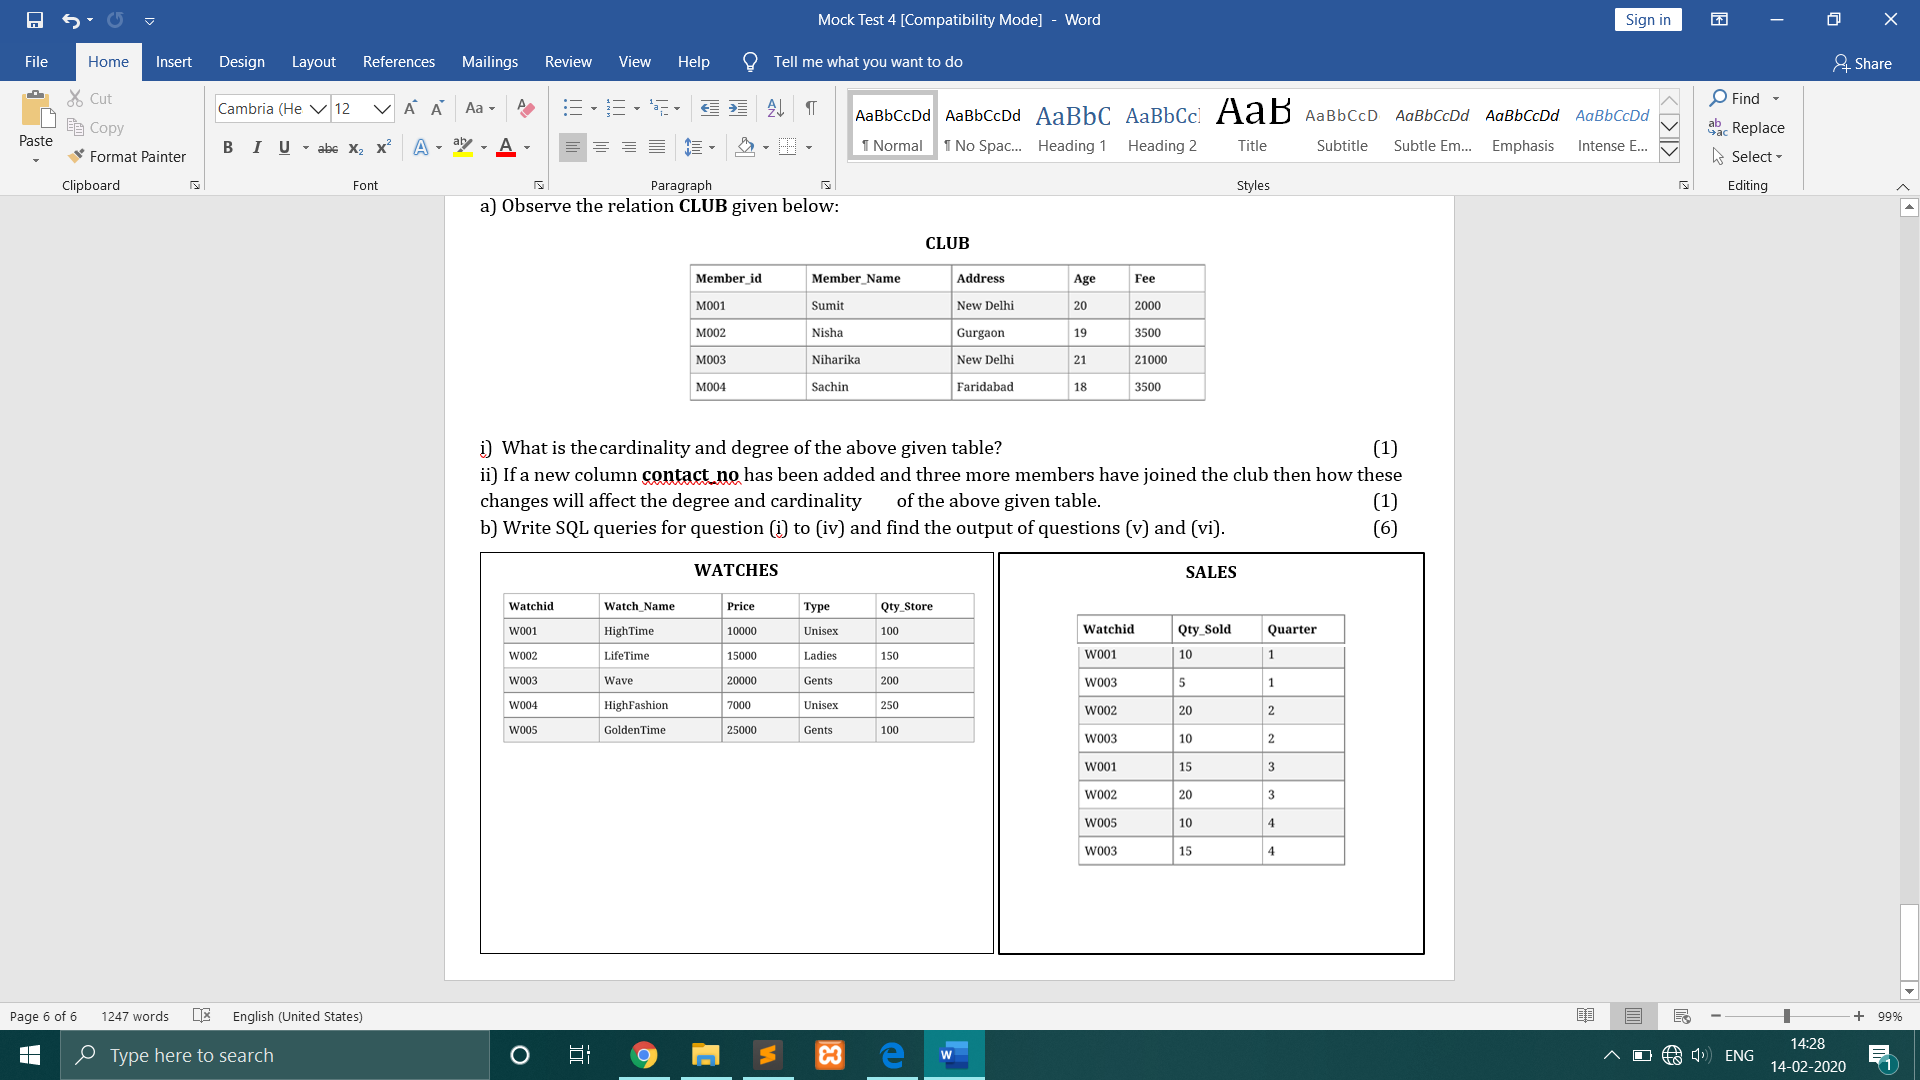 Mock Test 4 [Compatibility Mode] - Word
Sign in
File Home Insert Design Layout References Mailings Review View Help Tell me what you want to do
Share
Paste
Cut
Copy
Format Painter
Clipboard
Cambria (He 12
Font
Paragraph
AaBbCcDd AaBbCcDd AaBbC AaBbCc AaB AaBbCcD AaBbCcDd AaBbCcDd AaBbCcDd
¶ Normal ¶ No Spac... Heading 1 Heading 2 Title Subtitle Subtle Em... Emphasis Intense E...
Styles
Find
Replace
Select
Editing
a) Observe the relation CLUB given below:
CLUB
Member_id Member_Name Address Age Fee
M001 Sumit New Delhi 20 2000
M002 Nisha Gurgaon 19 3500
M003 Niharika New Delhi 21 21000
M004 Sachin Faridabad 18 3500
i) What is the cardinality and degree of the above given table? (1)
ii) If a new column contact_no has been added and three more members have joined the club then how these
changes will affect the degree and cardinality of the above given table. (1)
b) Write SQL queries for question (i) to (iv) and find the output of questions (v) and (vi). (6)
WATCHES
Watchid Watch_Name Price Type Qty_Store
W001 HighTime 10000 Unisex 100
W002 LifeTime 15000 Ladies 150
W003 Wave 20000 Gents 200
W004 HighFashion 7000 Unisex 250
W005 GoldenTime 25000 Gents 100
SALES
Watchid Qty_Sold Quarter
W001 10 1
W003 5 1
W002 20 2
W003 10 2
W001 15 3
W002 20 3
W005 10 4
W003 15 4
Page 6 of 6 1247 words English (United States) 99%
Type here to search
ENG
14:28
14-02-2020
1